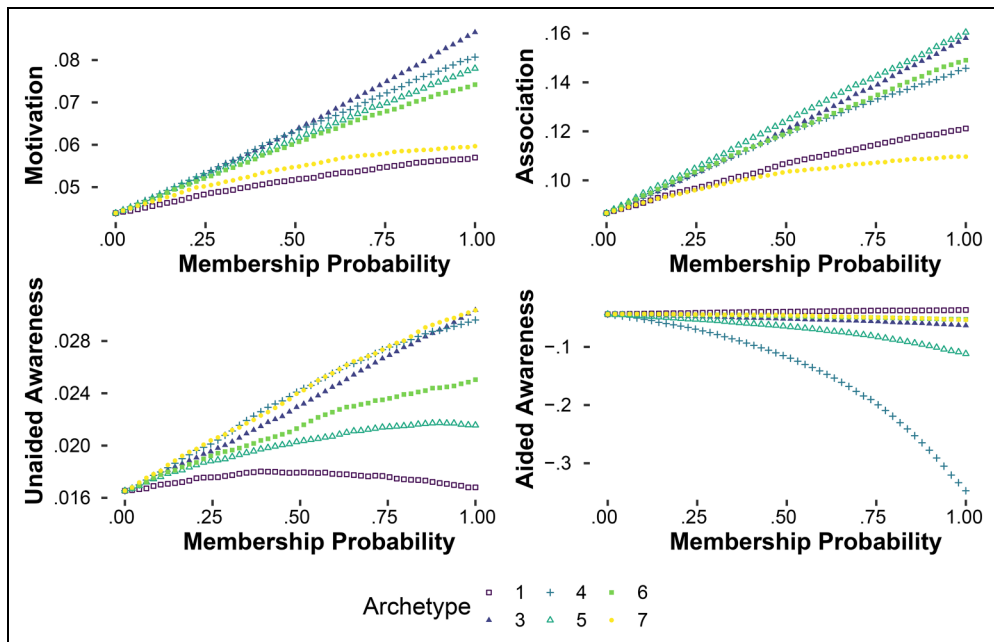 Motivation
.08
.07
.06
.05
.00 .25 .50 .75 1.00
Membership Probability
Association
.16
.14
.12
.10
.00 .25 .50 .75 1.00
Membership Probability
Unaided Awareness
.028
.024
.020
.016
.00 .25 .50 .75 1.00
Membership Probability
Aided Awareness
−.1
−.2
−.3
.00 .25 .50 .75 1.00
Membership Probability
Archetype
1 4 6
3 5 7